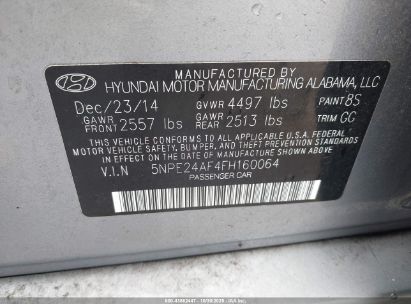 MANUFACTURED BY
HYUNDAI MOTOR MANUFACTURING ALABAMA, LLC
Dec/23/14 GVWR 4497 lbs PAINT 8S
GAWR FRONT 2557 lbs GAWR REAR 2513 lbs TRIM GC
THIS VEHICLE CONFORMS TO ALL APPLICABLE U.S.A. FEDERAL
MOTOR VEHICLE SAFETY, BUMPER, AND THEFT PREVENTION
STANDARDS IN EFFECT ON THE DATE OF MANUFACTURE SHOWN ABOVE.
V.I.N 5NPE24AF4FH160064
PASSENGER CAR